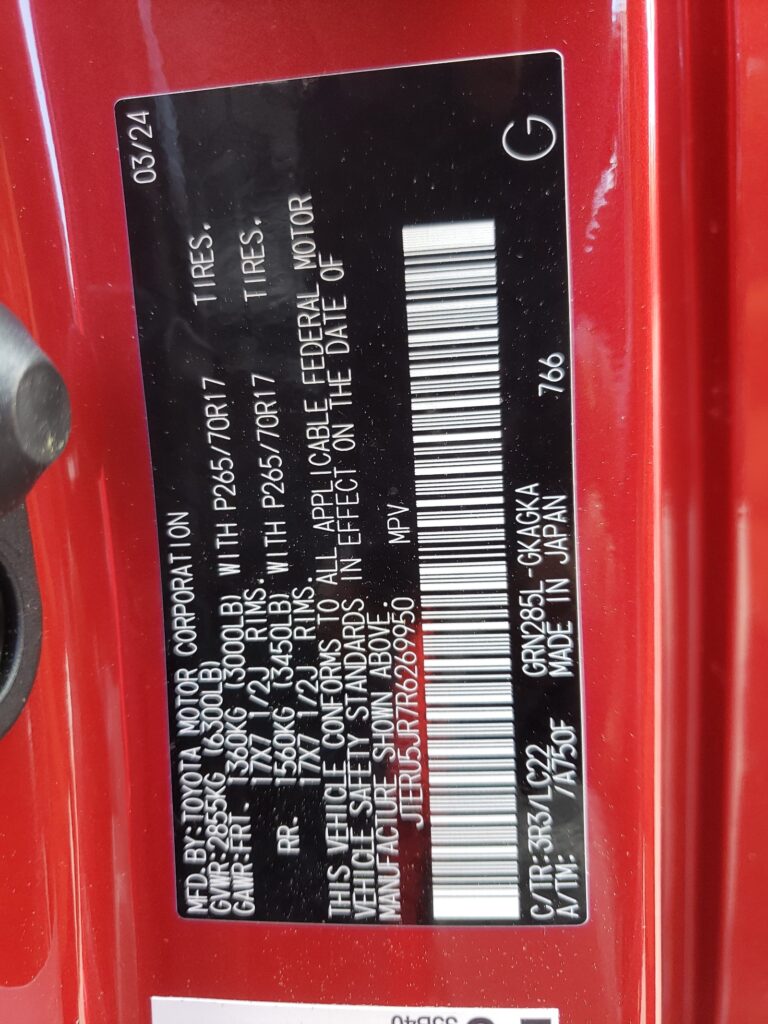 MFD.BY:TOYOTA MOTOR CORPORATION 03/24
GVWR:2855KG (6300LB)
GAWR:FRT. 1360KG (3000LB) WITH P265/70R17 TIRES.
17X7 1/2J RIMS.
RR. 1560KG (3450LB) WITH P265/70R17 TIRES.
17X7 1/2J RIMS.
THIS VEHICLE CONFORMS TO ALL APPLICABLE FEDERAL MOTOR
VEHICLE SAFETY STANDARDS IN EFFECT ON THE DATE OF
MANUFACTURE SHOWN ABOVE.
JTERU5JR7R6269950 MPV
C/TR:3R3/LC22 GRN285L-GKAGKA 766
A/TM: /A750F MADE IN JAPAN G